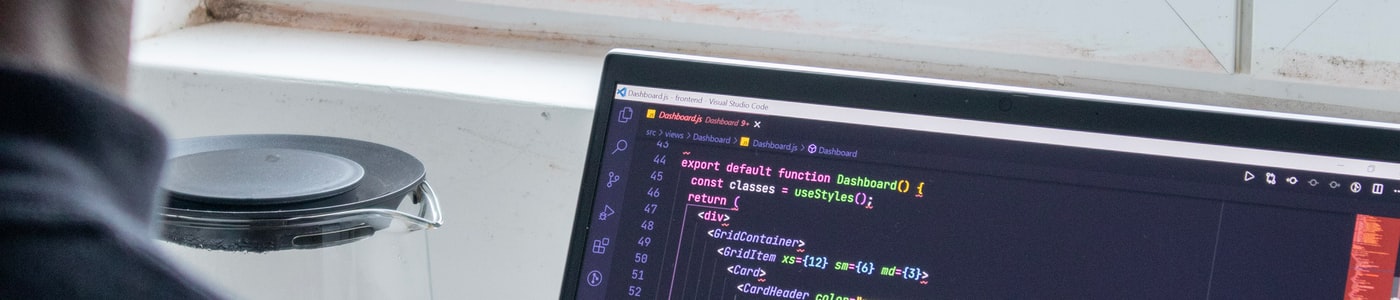 Dashboard.js - frontend - Visual Studio Code
Dashboard.js Dashboard 9+ ×
src > views > Dashboard > Dashboard.js > Dashboard
43
44 export default function Dashboard() {
45 const classes = useStyles();
46 return (
47 <div>
48 <GridContainer>
49 <GridItem xs={12} sm={6} md={3}>
50 <Card>
51 <CardHeader color=
52